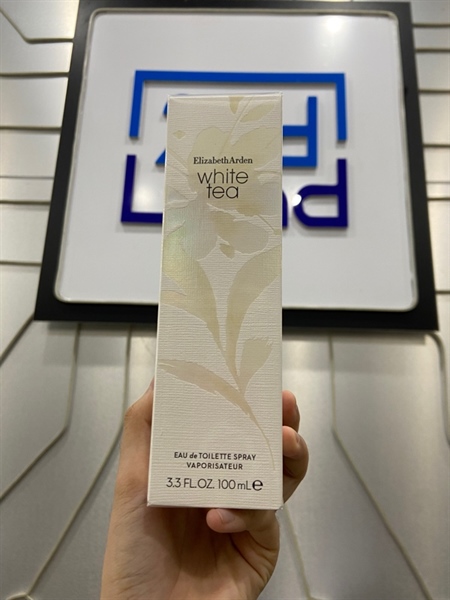 ElizabethArden
white
tea
EAU de TOILETTE SPRAY
VAPORISATEUR
3.3 FL.OZ. 100 mL℮